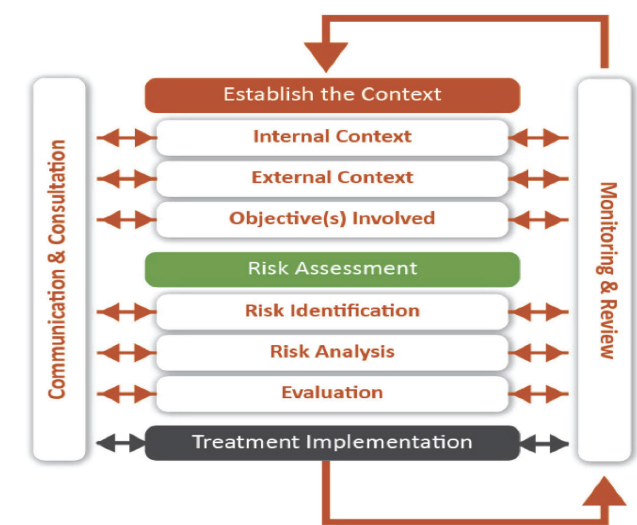 Establish the Context
Internal Context
External Context
Objective(s) Involved
Risk Assessment
Risk Identification
Risk Analysis
Evaluation
Treatment Implementation
Communication & Consultation
Monitoring & Review